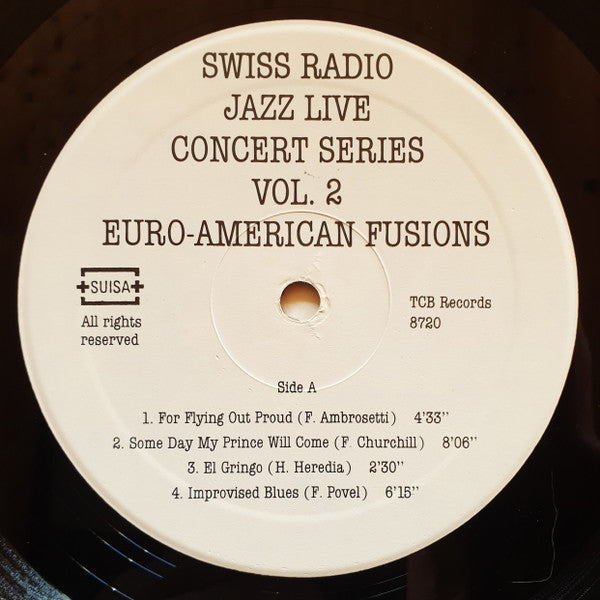 SWISS RADIO
JAZZ LIVE
CONCERT SERIES
VOL. 2
EURO-AMERICAN FUSIONS
SUISA
All rights
reserved
TCB Records
8720
Side A
1. For Flying Out Proud (F. Ambrosetti) 4'33"
2. Some Day My Prince Will Come (F. Churchill) 8'06"
3. El Gringo (H. Heredia) 2'30"
4. Improvised Blues (F. Povel) 6'15"